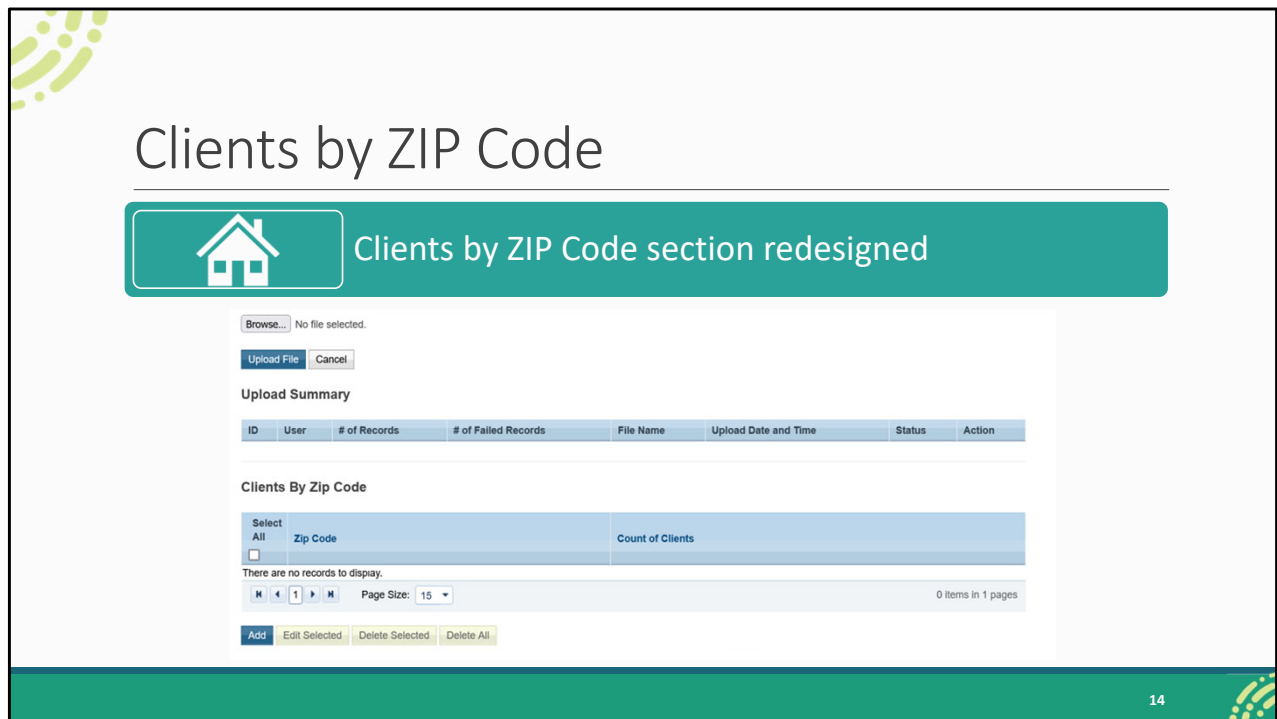 Clients by ZIP Code
Clients by ZIP Code section redesigned
Browse... No file selected.
Upload File Cancel
Upload Summary
ID User # of Records # of Failed Records File Name Upload Date and Time Status Action
Clients By Zip Code
Select
All Zip Code Count of Clients
There are no records to display.
1 Page Size: 15 0 items in 1 pages
Add Edit Selected Delete Selected Delete All
14